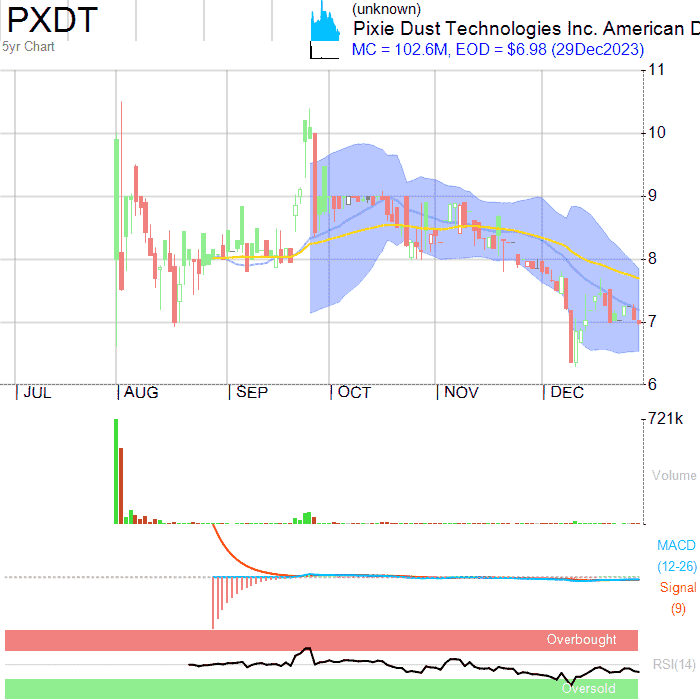 PXDT
5yr Chart
(unknown)
Pixie Dust Technologies Inc. American D
MC = 102.6M, EOD = $6.98 (29Dec2023)
11
10
9
8
7
6
JUL AUG SEP OCT NOV DEC
721k
Volume
MACD
(12-26)
Signal
(9)
Overbought
RSI(14)
Oversold